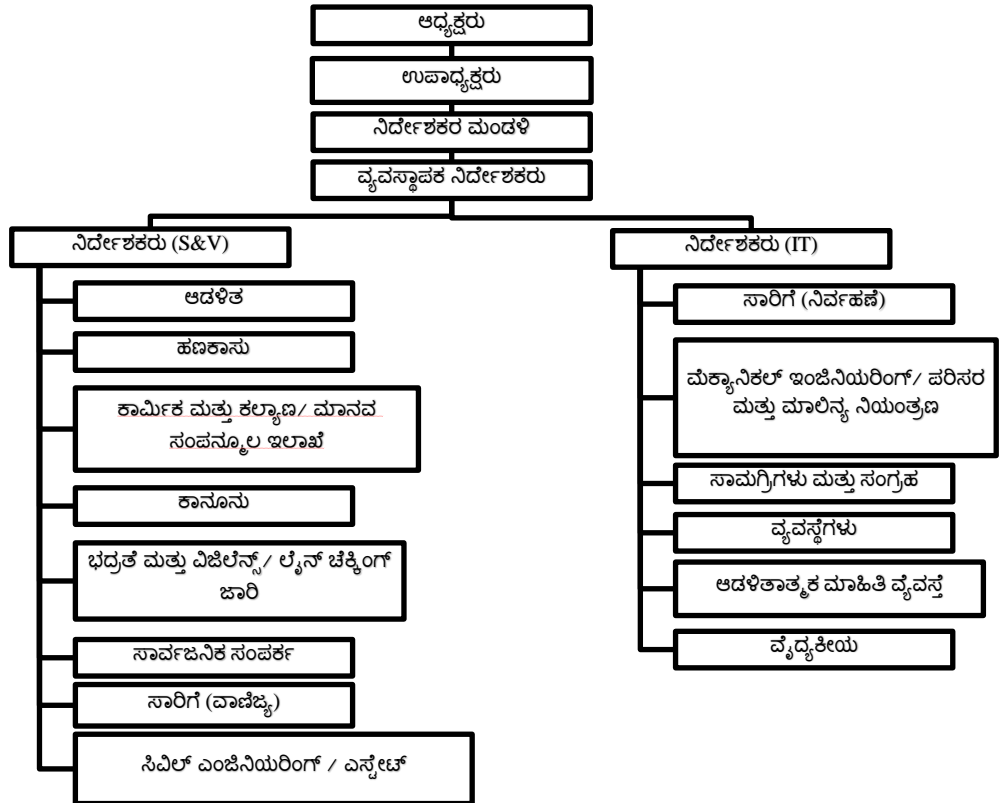 ಆಧ್ಯಕ್ಷರು
ಉಪಾಧ್ಯಕ್ಷರು
ನಿರ್ದೇಶಕರ ಮಂಡಳಿ
ವ್ಯವಸ್ಥಾಪಕ ನಿರ್ದೇಶಕರು
ನಿರ್ದೇಶಕರು (S&V)
ಆಡಳಿತ
ಹಣಕಾಸು
ಕಾರ್ಮಿಕ ಮತ್ತು ಕಲ್ಯಾಣ/ ಮಾನವ
ಸಂಪನ್ಮೂಲ ಇಲಾಖೆ
ಕಾನೂನು
ಭದ್ರತೆ ಮತ್ತು ವಿಜಿಲೆನ್ಸ್/ ಲೈನ್ ಚೆಕ್ಕಿಂಗ್
ಜಾರಿ
ಸಾರ್ವಜನಿಕ ಸಂಪರ್ಕ
ಸಾರಿಗೆ (ವಾಣಿಜ್ಯ)
ಸಿವಿಲ್ ಎಂಜಿನಿಯರಿಂಗ್ / ಎಸ್ಟೇಟ್
ನಿರ್ದೇಶಕರು (IT)
ಸಾರಿಗೆ (ನಿರ್ವಹಣೆ)
ಮೆಕ್ಯಾನಿಕಲ್ ಇಂಜಿನಿಯರಿಂಗ್/ ಪರಿಸರ
ಮತ್ತು ಮಾಲಿನ್ಯ ನಿಯಂತ್ರಣ
ಸಾಮಗ್ರಿಗಳು ಮತ್ತು ಸಂಗ್ರಹ
ವ್ಯವಸ್ಥೆಗಳು
ಆಡಳಿತಾತ್ಮಕ ಮಾಹಿತಿ ವ್ಯೆವಸ್ತೆ
ವೈದ್ಯಕೀಯ